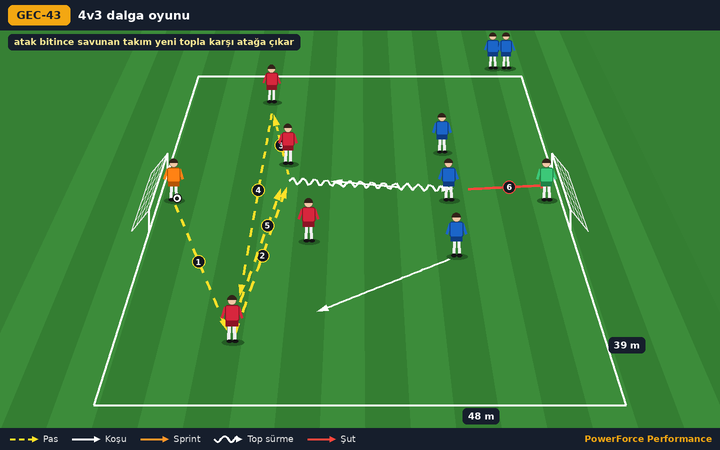 GEC-43 4v3 dalga oyunu
atak bitince savunan takım yeni topla karşı atağa çıkar
3
4
6
5
2
1
39 m
48 m
Pas Koşu Sprint Top sürme Şut PowerForce Performance